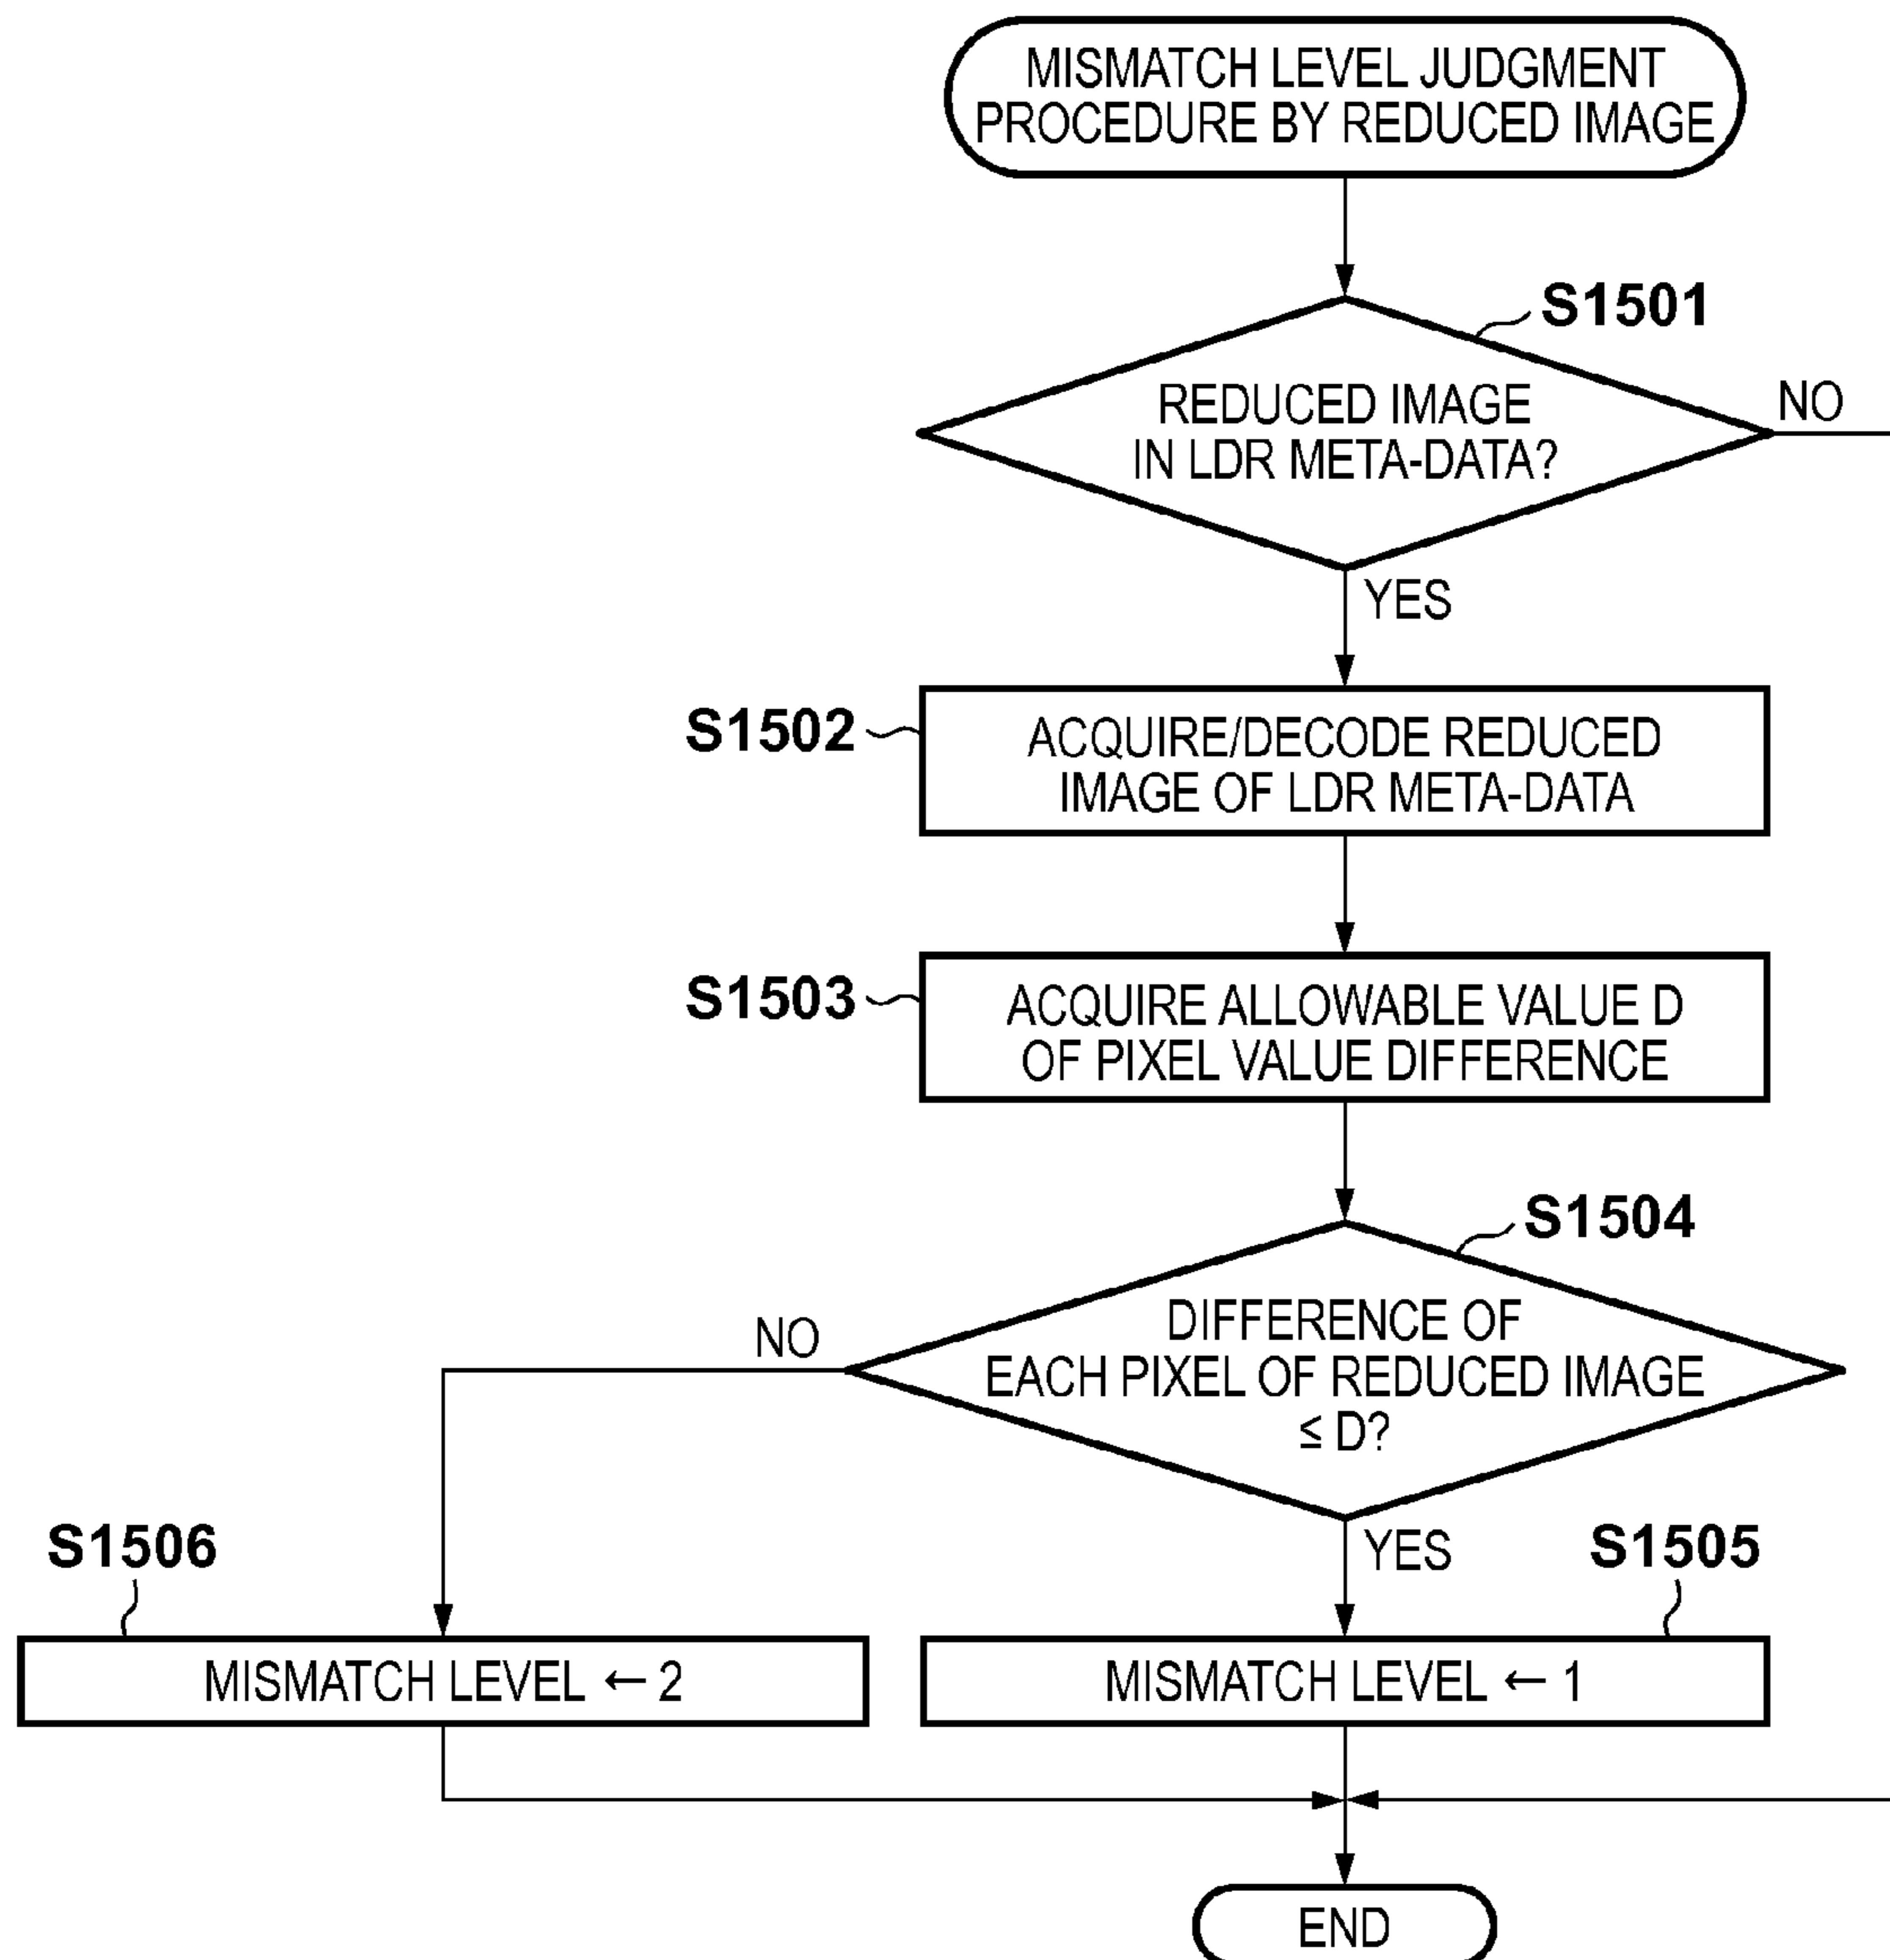 MISMATCH LEVEL JUDGMENT
PROCEDURE BY REDUCED IMAGE
S1501
REDUCED IMAGE
IN LDR META-DATA?
NO
YES
S1502
ACQUIRE/DECODE REDUCED
IMAGE OF LDR META-DATA
S1503
ACQUIRE ALLOWABLE VALUE D
OF PIXEL VALUE DIFFERENCE
S1504
DIFFERENCE OF
EACH PIXEL OF REDUCED IMAGE
≤ D?
NO
YES
S1506
S1505
MISMATCH LEVEL ← 2
MISMATCH LEVEL ← 1
END